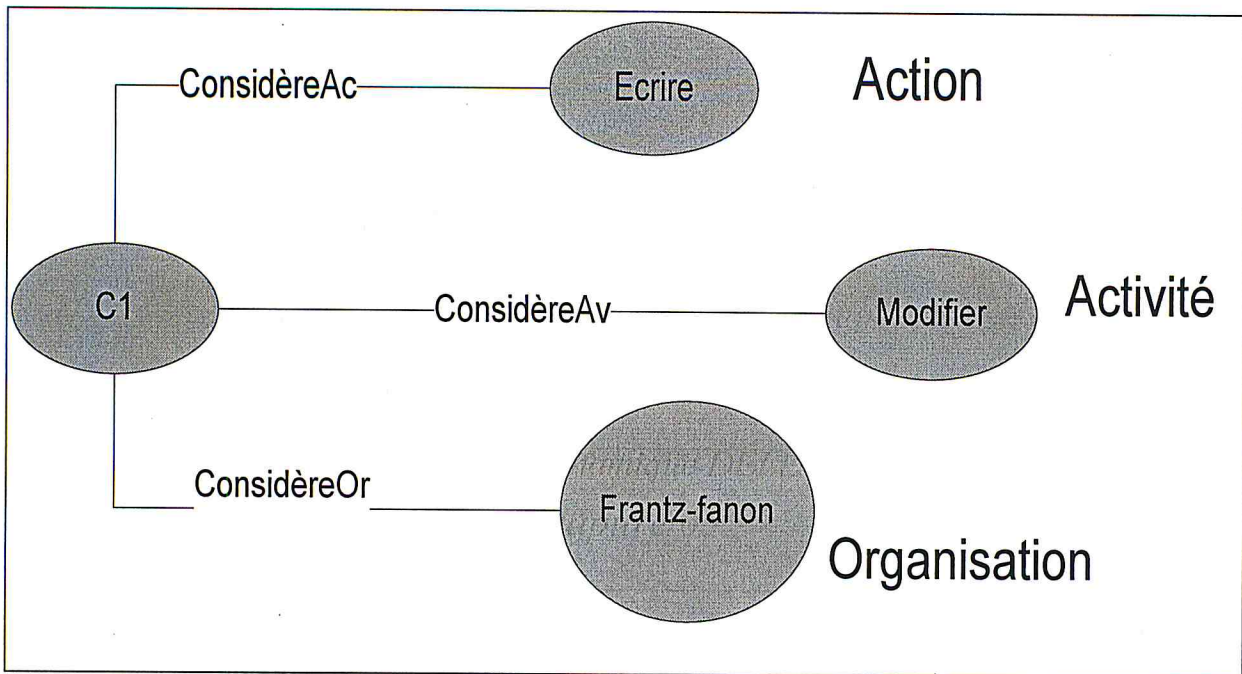 ConsidèreAc
Ecrire
Action
C1
ConsidèreAv
Modifier
Activité
ConsidèreOr
Frantz-fanon
Organisation